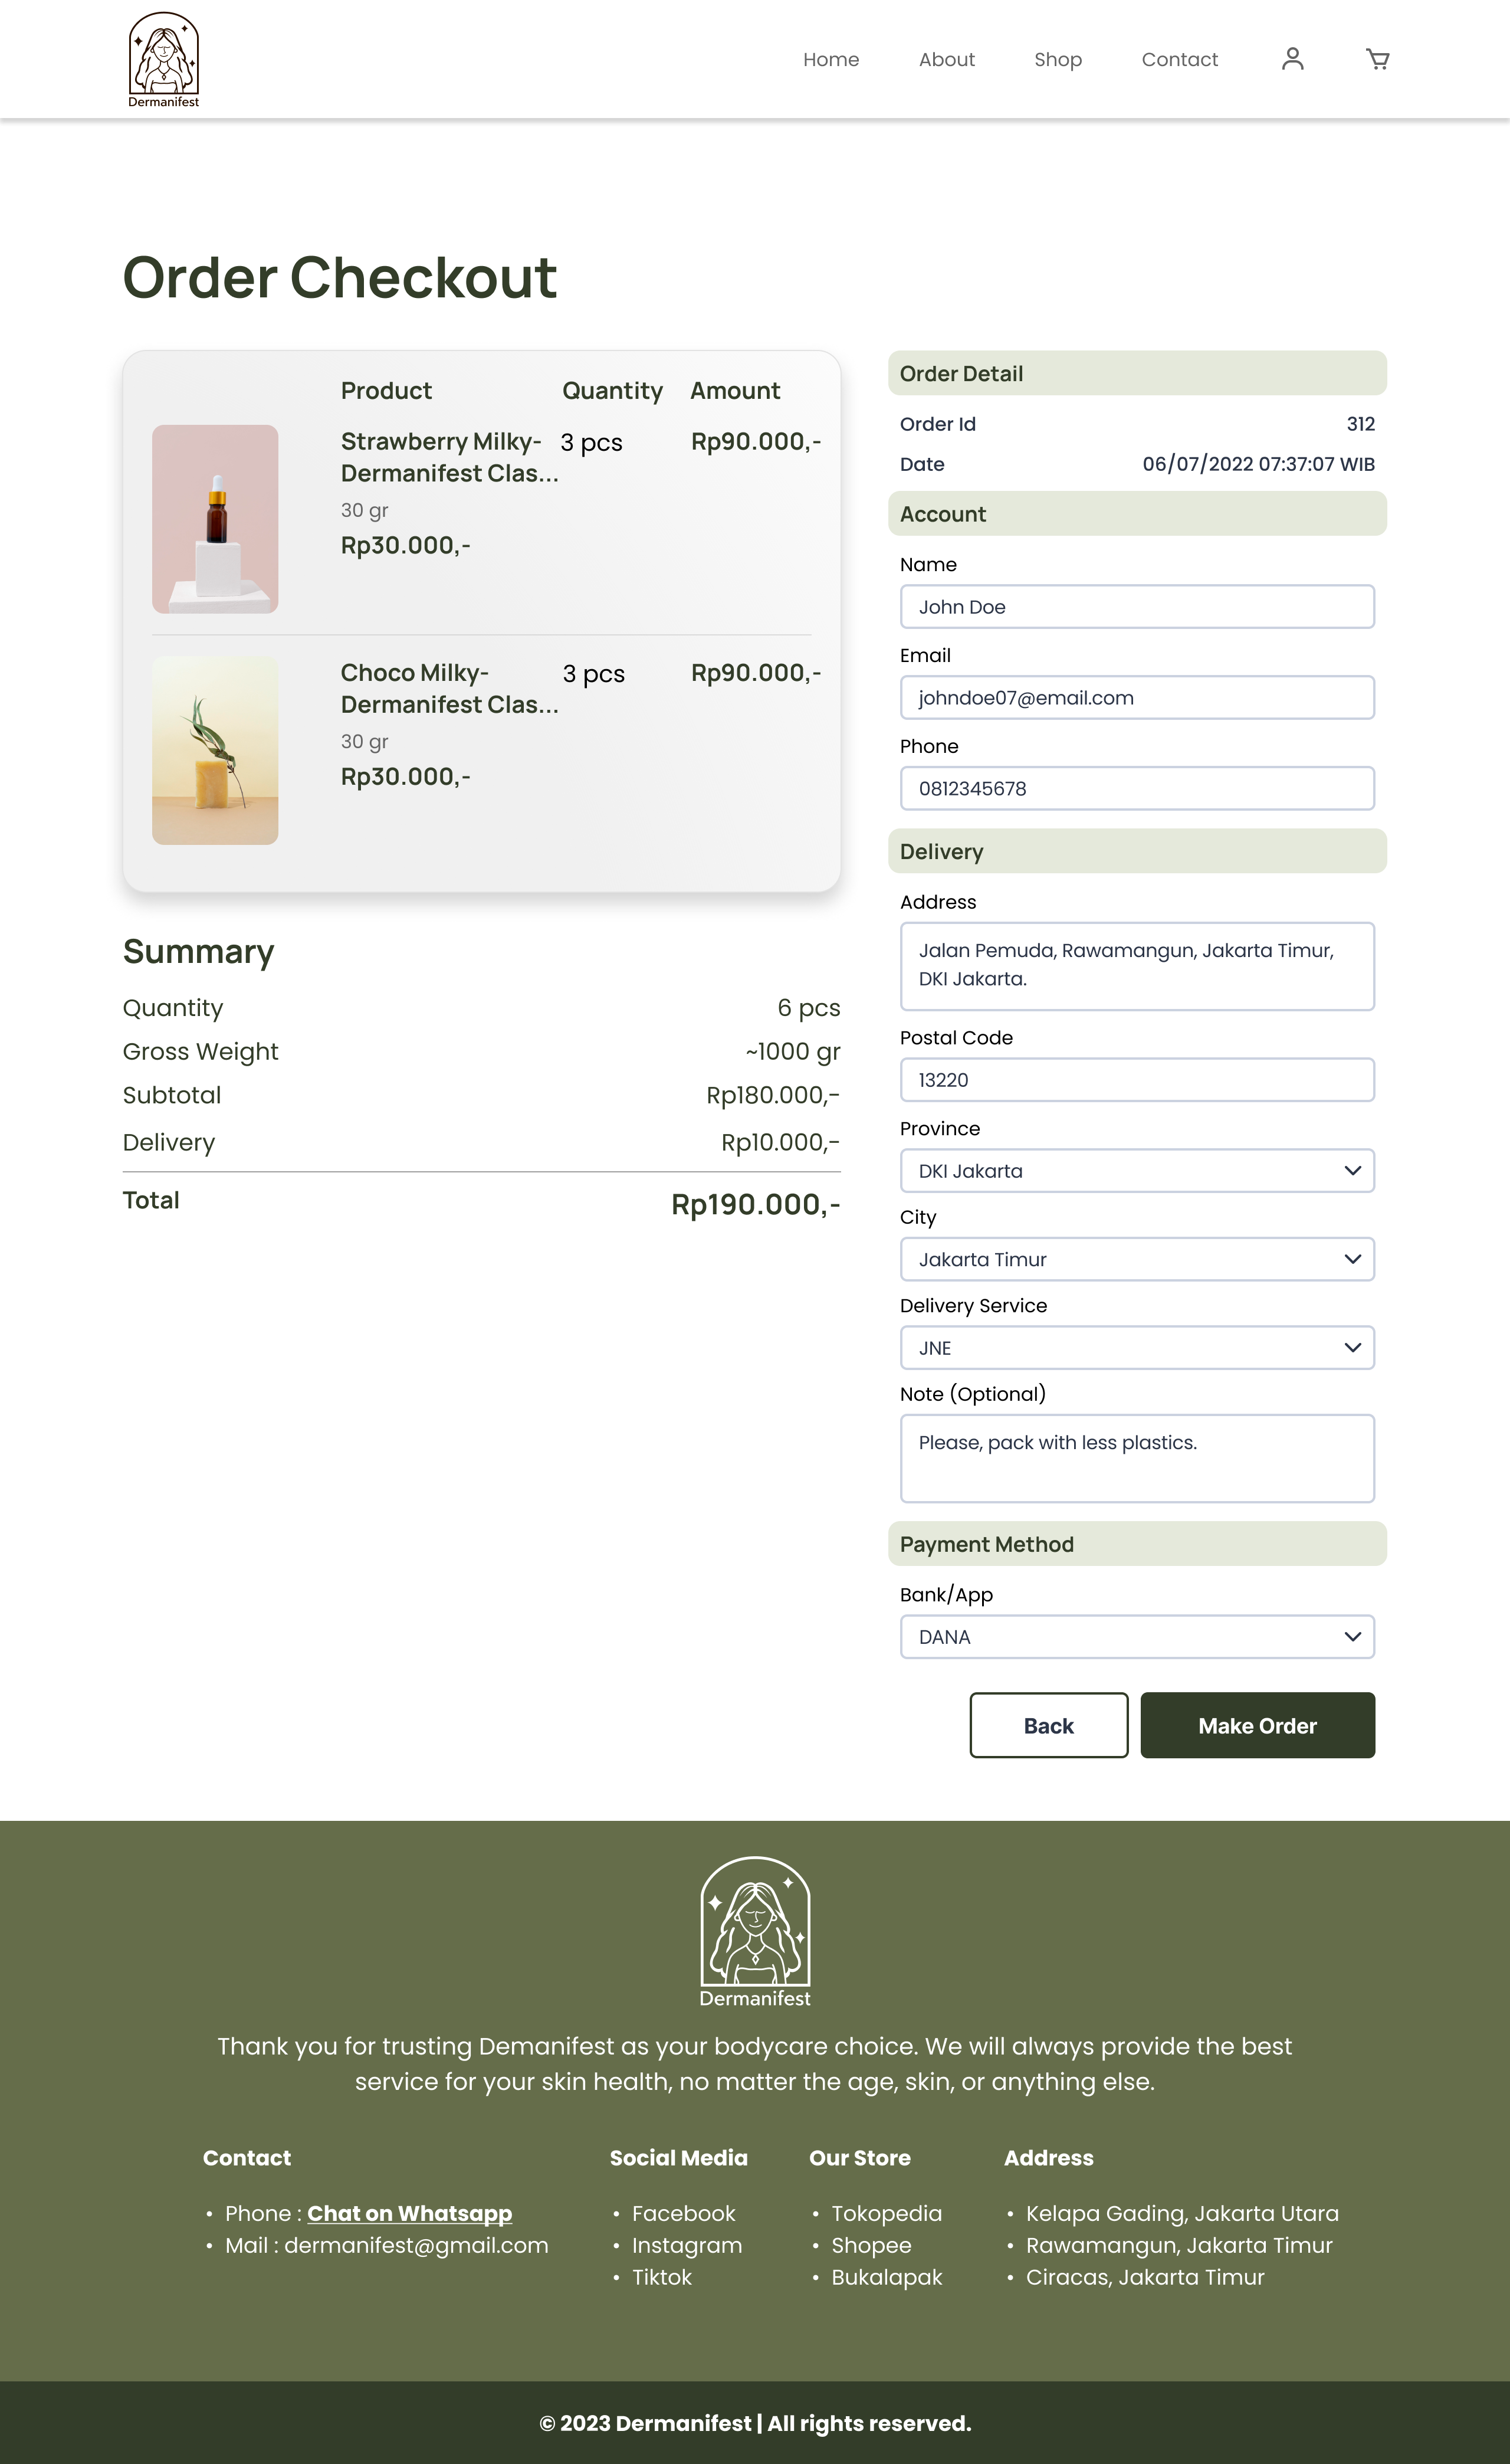 Dermanifest
Home
About
Shop
Contact
Order Checkout
Product
Quantity
Amount
Strawberry Milky-
Dermanifest Clas...
30 gr
Rp30.000,-
3 pcs
Rp90.000,-
Choco Milky-
Dermanifest Clas...
30 gr
Rp30.000,-
3 pcs
Rp90.000,-
Summary
Quantity 6 pcs
Gross Weight ~1000 gr
Subtotal Rp180.000,-
Delivery Rp10.000,-
Total Rp190.000,-
Order Detail
Order Id 312
Date 06/07/2022 07:37:07 WIB
Account
Name
John Doe
Email
johndoe07@email.com
Phone
0812345678
Delivery
Address
Jalan Pemuda, Rawamangun, Jakarta Timur,
DKI Jakarta.
Postal Code
13220
Province
DKI Jakarta
City
Jakarta Timur
Delivery Service
JNE
Note (Optional)
Please, pack with less plastics.
Payment Method
Bank/App
DANA
Back
Make Order
Dermanifest
Thank you for trusting Demanifest as your bodycare choice. We will always provide the best
service for your skin health, no matter the age, skin, or anything else.
Contact
• Phone : Chat on Whatsapp
• Mail : dermanifest@gmail.com
Social Media
• Facebook
• Instagram
• Tiktok
Our Store
• Tokopedia
• Shopee
• Bukalapak
Address
• Kelapa Gading, Jakarta Utara
• Rawamangun, Jakarta Timur
• Ciracas, Jakarta Timur
© 2023 Dermanifest | All rights reserved.